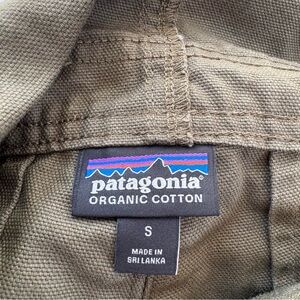 patagonia®
ORGANIC COTTON
S
MADE IN
SRI LANKA